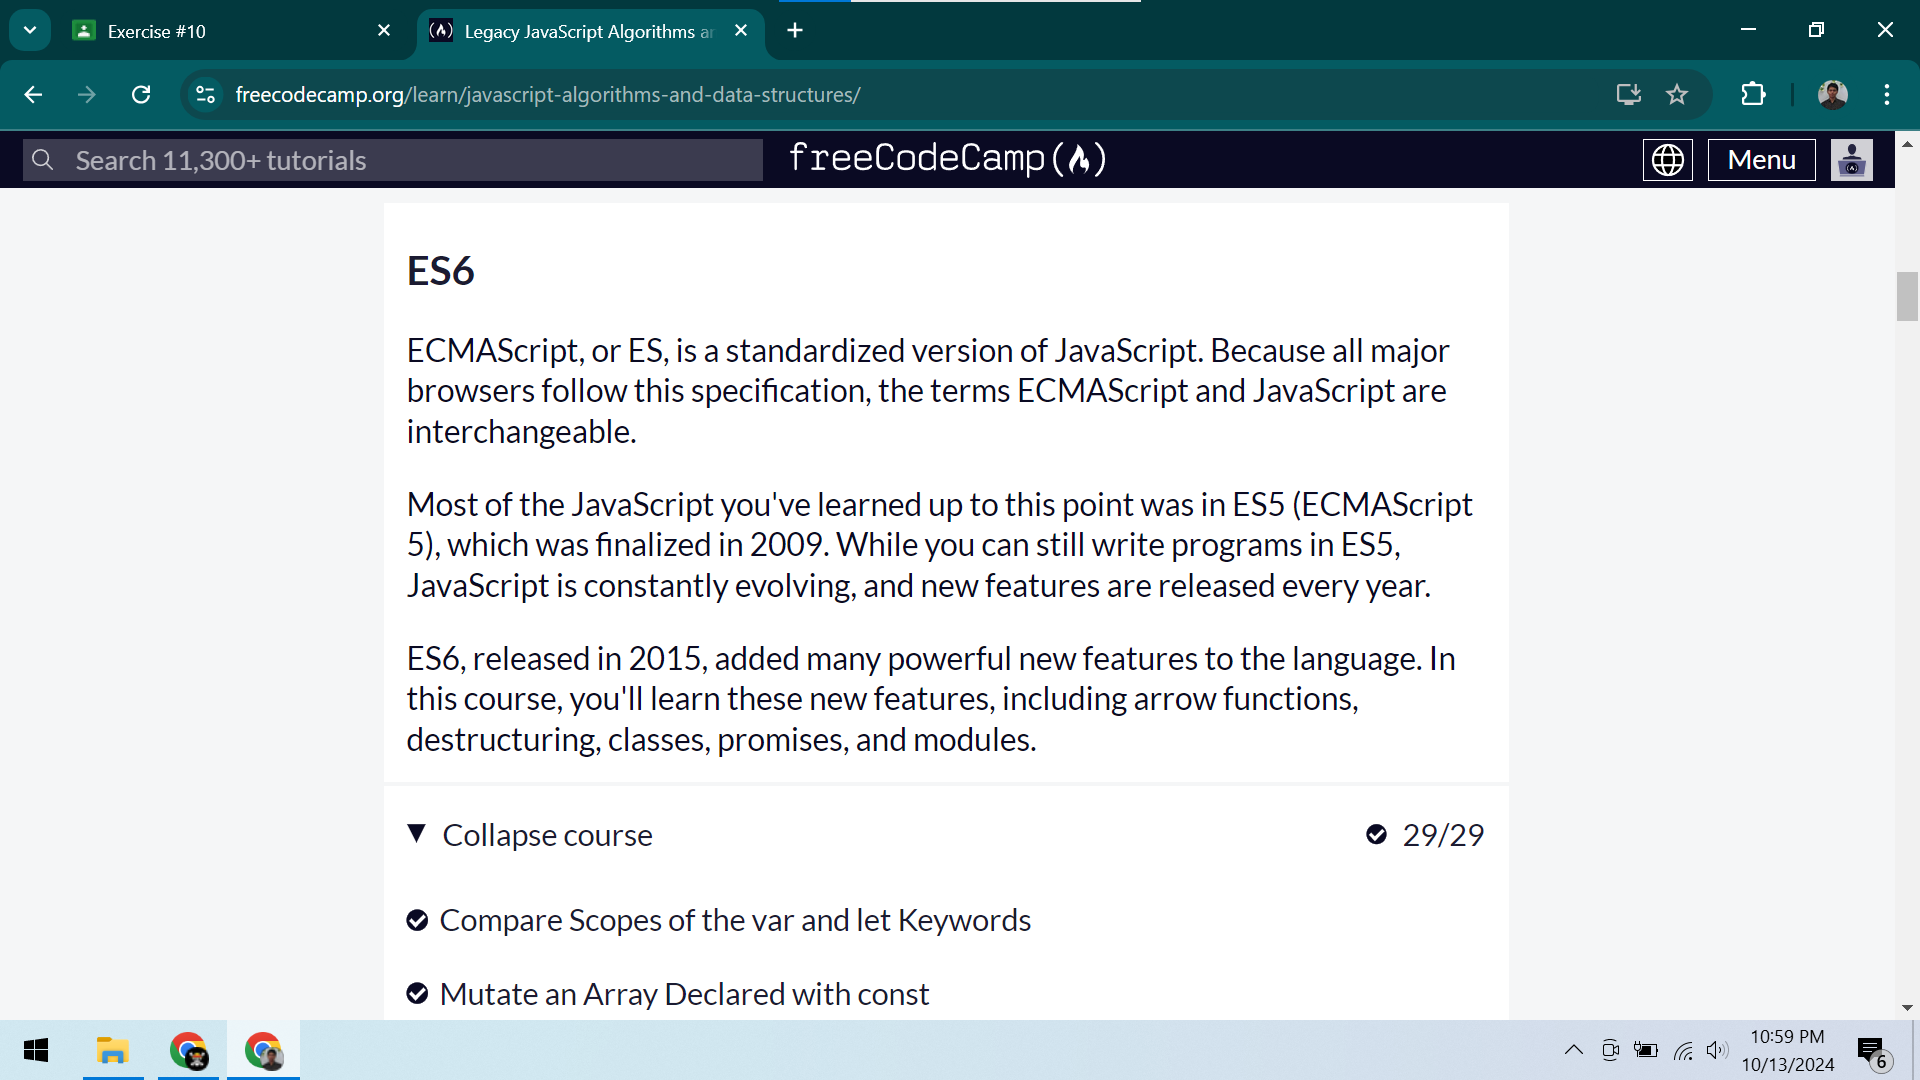 Exercise #10
Legacy JavaScript Algorithms ar
freecodecamp.org/learn/javascript-algorithms-and-data-structures/
Search 11,300+ tutorials
freeCodeCamp
Menu
ES6
ECMAScript, or ES, is a standardized version of JavaScript. Because all major
browsers follow this specification, the terms ECMAScript and JavaScript are
interchangeable.
Most of the JavaScript you've learned up to this point was in ES5 (ECMAScript
5), which was finalized in 2009. While you can still write programs in ES5,
JavaScript is constantly evolving, and new features are released every year.
ES6, released in 2015, added many powerful new features to the language. In
this course, you'll learn these new features, including arrow functions,
destructuring, classes, promises, and modules.
Collapse course
29/29
Compare Scopes of the var and let Keywords
Mutate an Array Declared with const
10:59 PM
10/13/2024
6